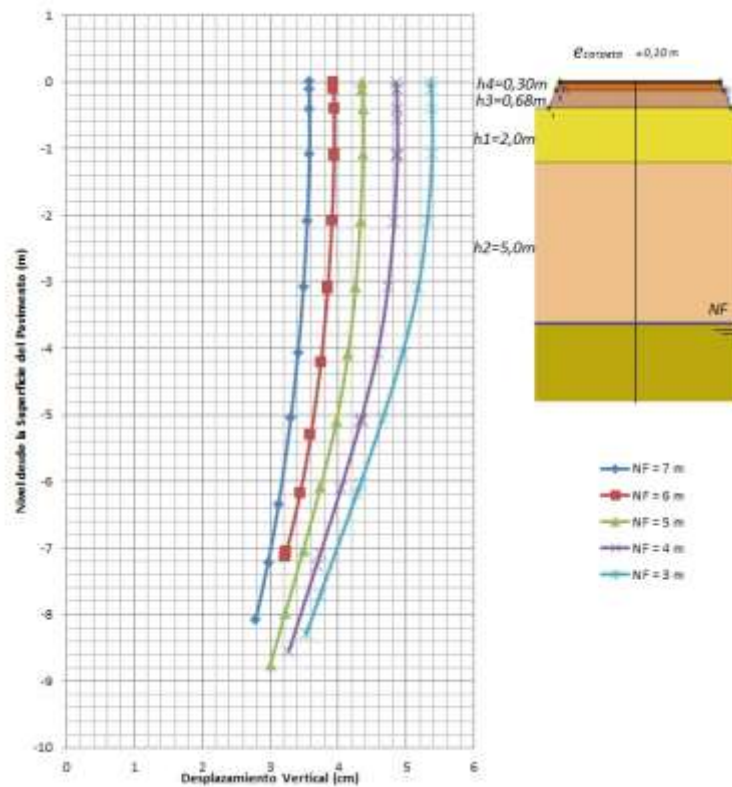 1
0
-1
-2
-3
-4
-5
-6
-7
-8
-9
-10
Nivel desde la Superficie del Pavimento (m)
0 1 2 3 4 5 6
Desplazamiento Vertical (cm)
h4=0,30m
h3=0,68m
h1=2,0m
h2=5,0m
NF
NF = 7 m
NF = 6 m
NF = 5 m
NF = 4 m
NF = 3 m